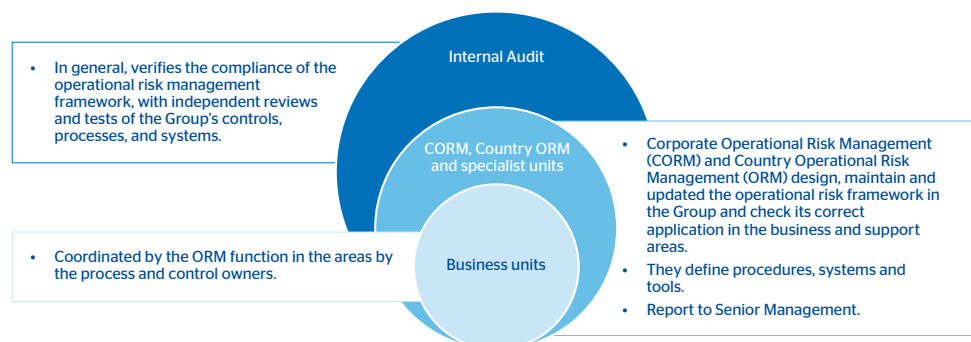 Internal Audit
• In general, verifies the compliance of the
operational risk management
framework, with independent reviews
and tests of the Group's controls,
processes, and systems.
CORM, Country ORM
and specialist units
• Corporate Operational Risk Management
(CORM) and Country Operational Risk
Management (ORM) design, maintain and
updated the operational risk framework in
the Group and check its correct
application in the business and support
areas.
• They define procedures, systems and
tools.
• Report to Senior Management.
• Coordinated by the ORM function in the areas by
the process and control owners.
Business units